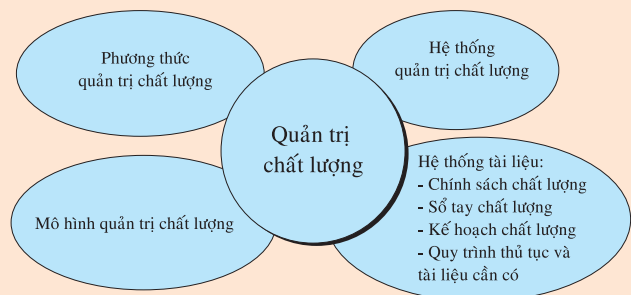 Phương thức
quản trị chất lượng
Hệ thống
quản trị chất lượng
Quản trị
chất lượng
Mô hình quản trị chất lượng
Hệ thống tài liệu:
- Chính sách chất lượng
- Sổ tay chất lượng
- Kế hoạch chất lượng
- Quy trình thủ tục và
tài liệu cần có